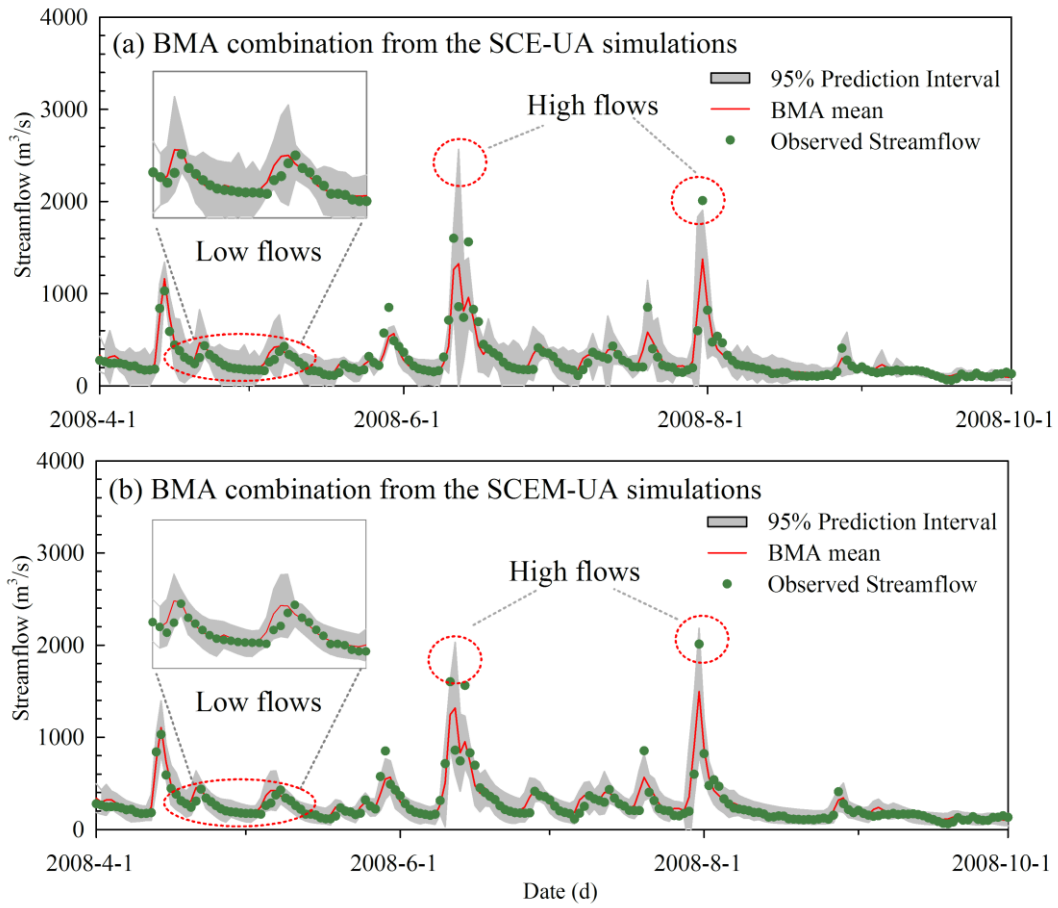 4000
(a) BMA combination from the SCE-UA simulations
95% Prediction Interval
3000
High flows
BMA mean
Observed Streamflow
Streamflow (m³/s)
2000
Low flows
1000
0
2008-4-1
2008-6-1
2008-8-1
2008-10-1
4000
(b) BMA combination from the SCEM-UA simulations
95% Prediction Interval
3000
BMA mean
High flows
Observed Streamflow
Streamflow (m³/s)
2000
Low flows
1000
0
2008-4-1
2008-6-1
2008-8-1
2008-10-1
Date (d)